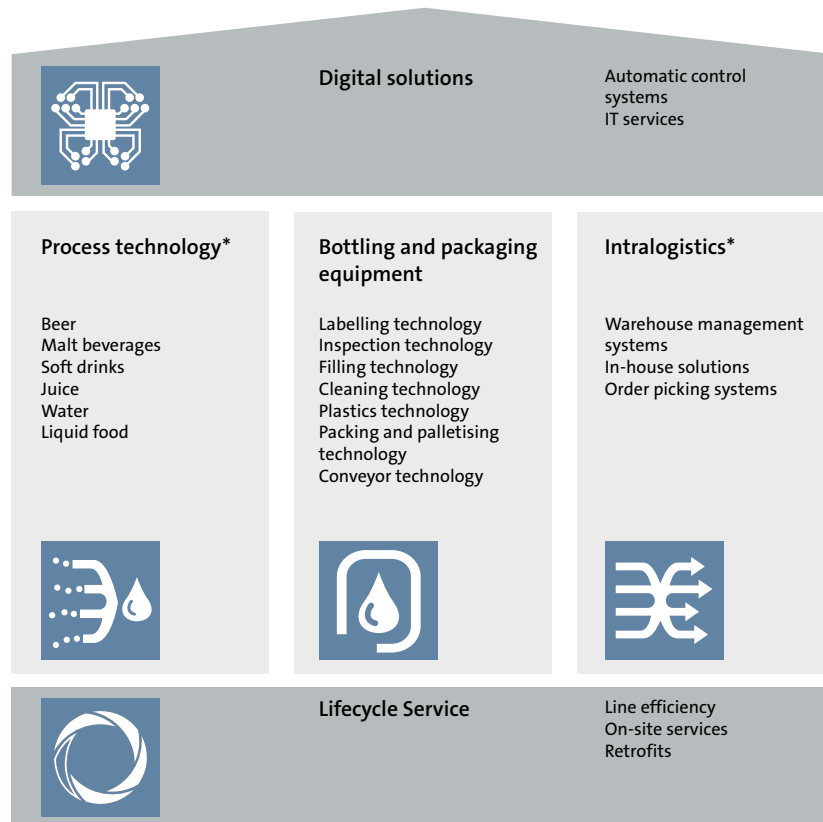 Digital solutions
Automatic control
systems
IT services
Process technology*
Beer
Malt beverages
Soft drinks
Juice
Water
Liquid food
Bottling and packaging
equipment
Labelling technology
Inspection technology
Filling technology
Cleaning technology
Plastics technology
Packing and palletising
technology
Conveyor technology
Intralogistics*
Warehouse management
systems
In-house solutions
Order picking systems
Lifecycle Service
Line efficiency
On-site services
Retrofits